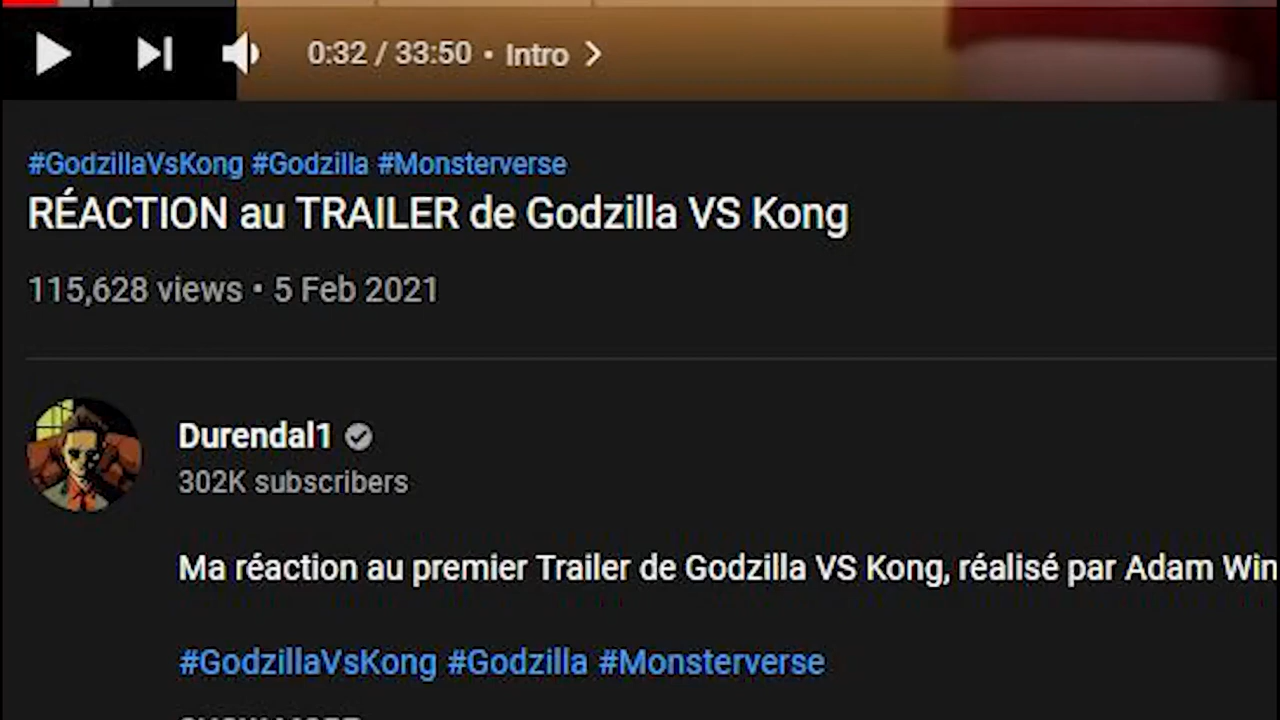 0:32 / 33:50 • Intro >
#GodzillaVsKong #Godzilla #Monsterverse
RÉACTION au TRAILER de Godzilla VS Kong
115,628 views • 5 Feb 2021
Durendal1
302K subscribers
Ma réaction au premier Trailer de Godzilla VS Kong, réalisé par Adam Win
#GodzillaVsKong #Godzilla #Monsterverse